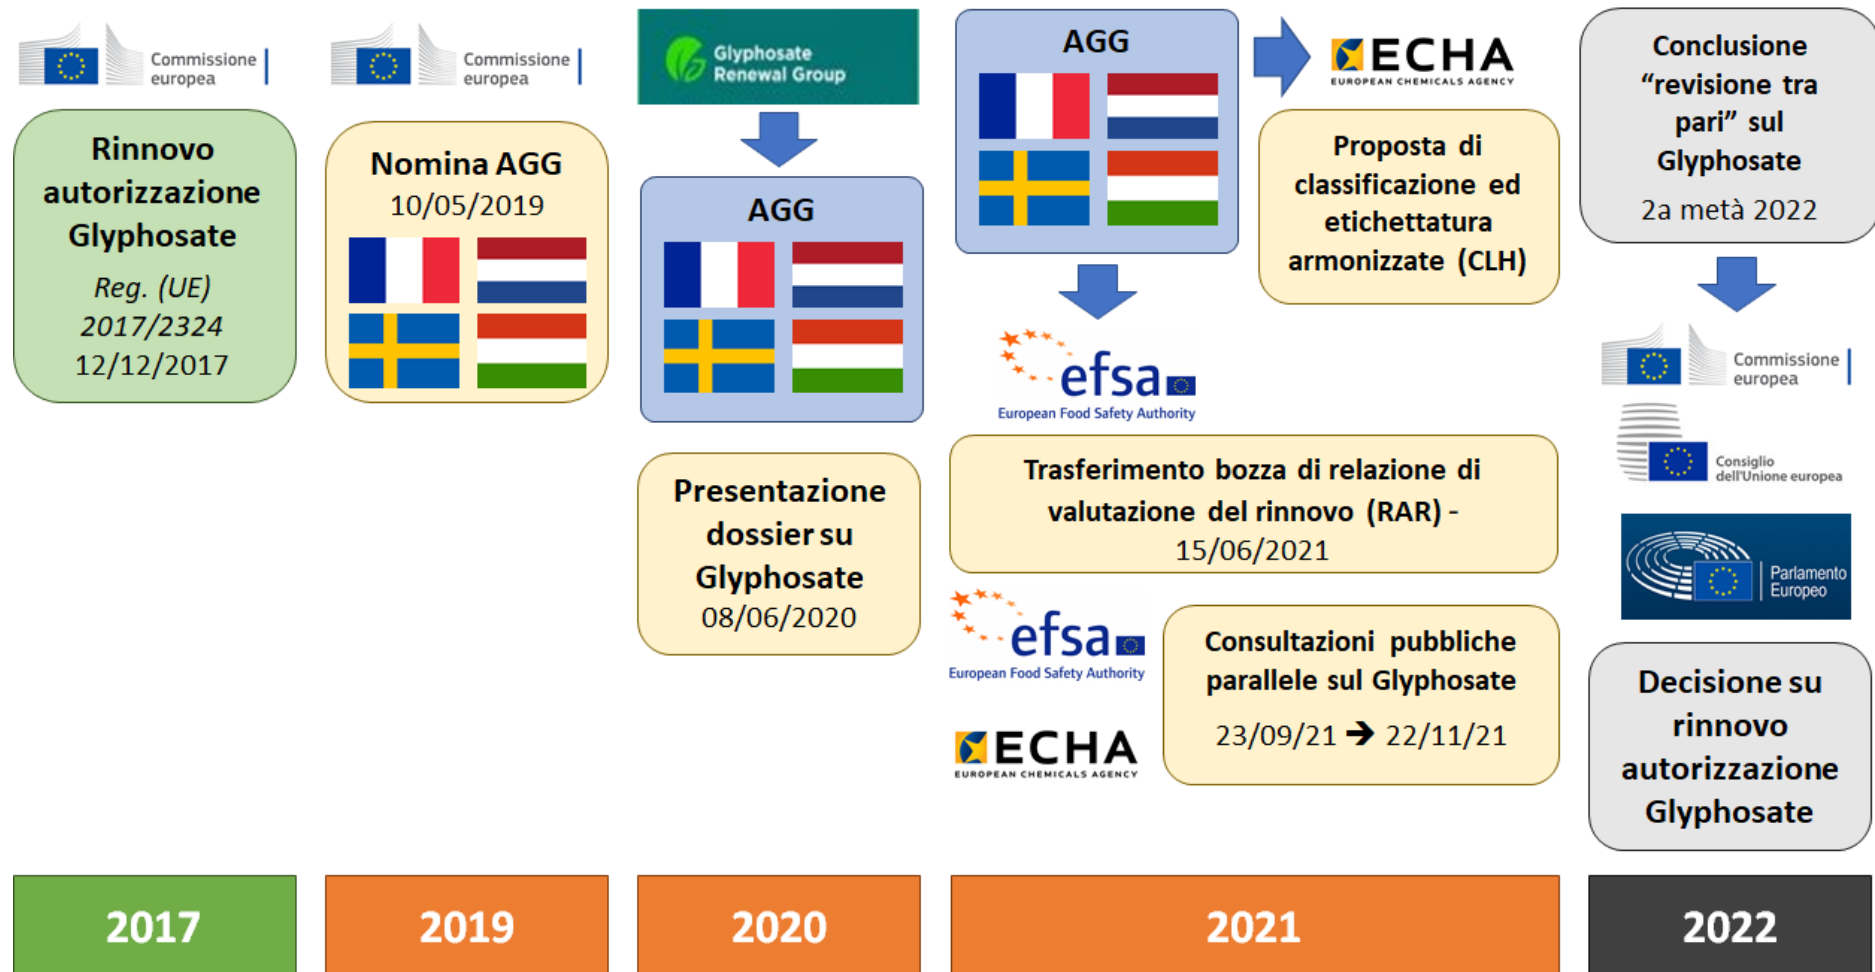 Commissione
europea
Rinnovo
autorizzazione
Glyphosate
Reg. (UE)
2017/2324
12/12/2017
Commissione
europea
Nomina AGG
10/05/2019
Glyphosate
Renewal Group
AGG
Presentazione
dossier su
Glyphosate
08/06/2020
AGG
ECHA
EUROPEAN CHEMICALS AGENCY
Proposta di
classificazione ed
etichettatura
armonizzate (CLH)
efsa
European Food Safety Authority
Trasferimento bozza di relazione di
valutazione del rinnovo (RAR) -
15/06/2021
efsa
European Food Safety Authority
ECHA
EUROPEAN CHEMICALS AGENCY
Consultazioni pubbliche
parallele sul Glyphosate
23/09/21 → 22/11/21
Conclusione
“revisione tra
pari” sul
Glyphosate
2a metà 2022
Commissione
europea
Consiglio
dell'Unione europea
Parlamento
Europeo
Decisione su
rinnovo
autorizzazione
Glyphosate
2017
2019
2020
2021
2022